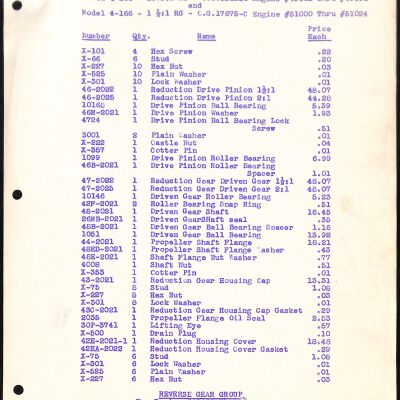 and
Model 4-166 - 1 ½:1 RG - C.O.17675-C Engine #51000 Thru #51024
Price
Number Qty. Name Each
X-101 4 Hex Screw .22
X-66 6 Stud .20
X-227 10 Hex Nut .03
X-525 10 Plain Washer .01
X-301 10 Lock Washer .01
46-2022 1 Reduction Drive Pinion 1½:1 48.07
46-2025 1 Reduction Drive Pinion 2:1 44.28
10168 1 Drive Pinion Ball Bearing 5.59
46M-2021 1 Drive Pinion Washer 1.93
4724 1 Drive Pinion Ball Bearing Lock
Screw .51
3001 2 Plain Washer .01
X-222 1 Castle Nut .04
X-357 1 Cotter Pin .01
1099 1 Drive Pinion Roller Bearing 6.99
46B-2021 1 Drive Pinion Roller Bearing
Spacer 1.01
47-2022 1 Reduction Gear Driven Gear 1½:1 48.07
47-2025 1 Reduction Gear Driven Gear 2:1 48.07
10146 1 Driven Gear Roller Bearing 5.23
42F-2021 2 Roller Bearing Snap Ring .51
48-2021 1 Driven Gear Shaft 16.45
26MB-2021 1 Driven GearShaft seal .35
48B-2021 1 Driven Gear Ball Bearing Spacer 1.16
1051 1 Driven Gear Ball Bearing 13.92
44-2021 1 Propeller Shaft Flange 18.21
48ED-2021 1 Propeller Shaft Flange Washer .43
48E-2021 1 Shaft Flange Nut Washer .77
4008 1 Shaft Nut .51
X-353 1 Cotter Pin .01
43-2021 1 Reduction Gear Housing Cap 13.31
X-75 8 Stud 1.08
X-227 8 Hex Nut .03
X-301 8 Lock Washer .01
43C-2021 1 Reduction Gear Housing Cap Gasket .29
2035 1 Propeller Flange Oil Seal 2.53
30P-3741 1 Lifting Eye .57
X-500 1 Drain Plug .10
42E-2021-1 1 Reduction Housing Cover 18.48
42EA-2022 1 Reduction Housing Cover Gasket .29
X-75 6 Stud 1.08
X-301 6 Lock Washer .01
X-525 6 Plain Washer .01
X-227 6 Hex Nut .03
REVERSE GEAR GROUP